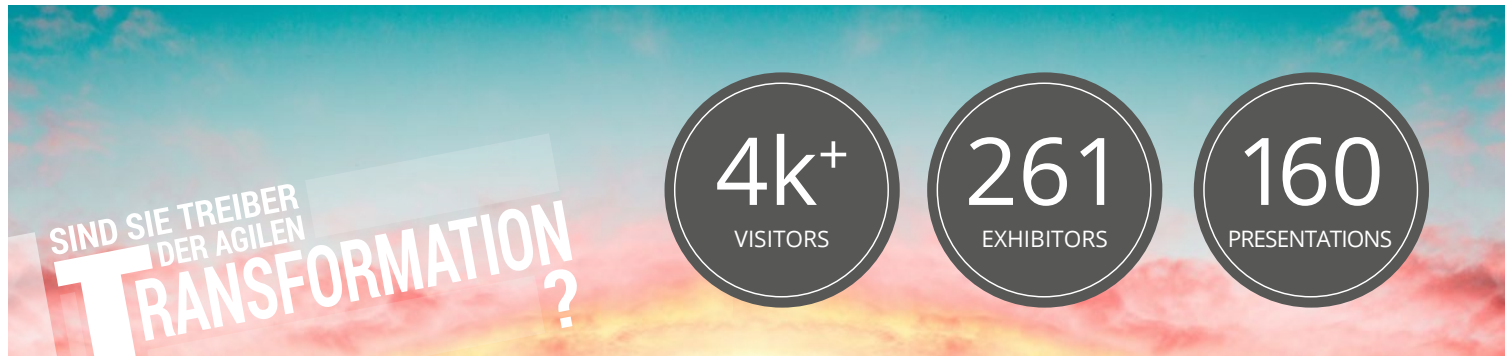 SIND SIE TREIBER
DER AGILEN
TRANSFORMATION
?
4k+
VISITORS
261
EXHIBITORS
160
PRESENTATIONS